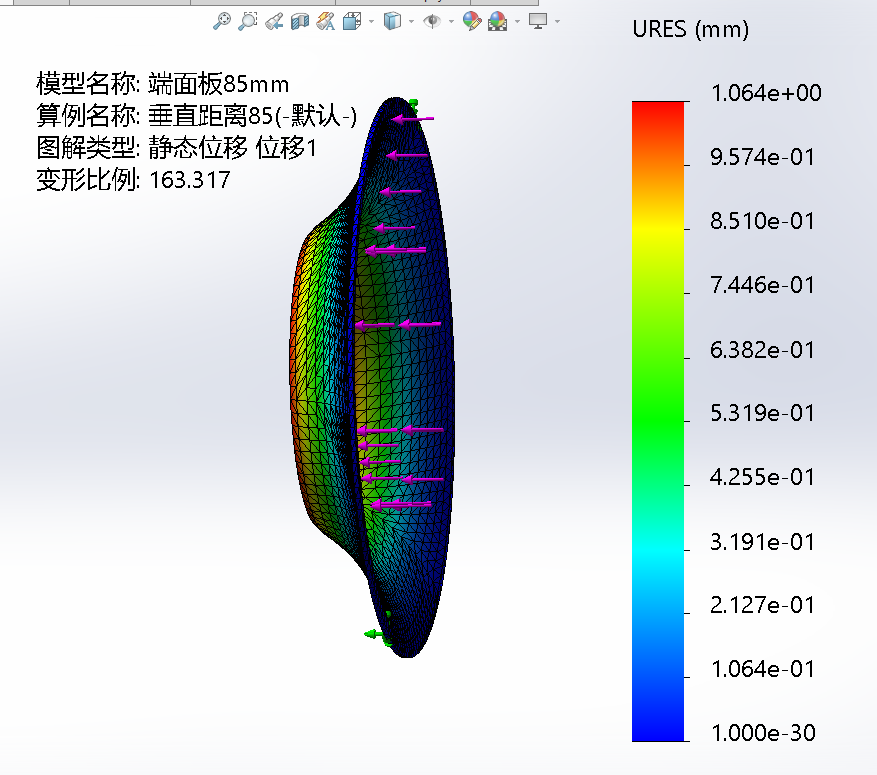 URES (mm)
模型名称: 端面板85mm
算例名称: 垂直距离85(-默认-)
图解类型: 静态位移 位移1
变形比例: 163.317
1.064e+00
9.574e-01
8.510e-01
7.446e-01
6.382e-01
5.319e-01
4.255e-01
3.191e-01
2.127e-01
1.064e-01
1.000e-30